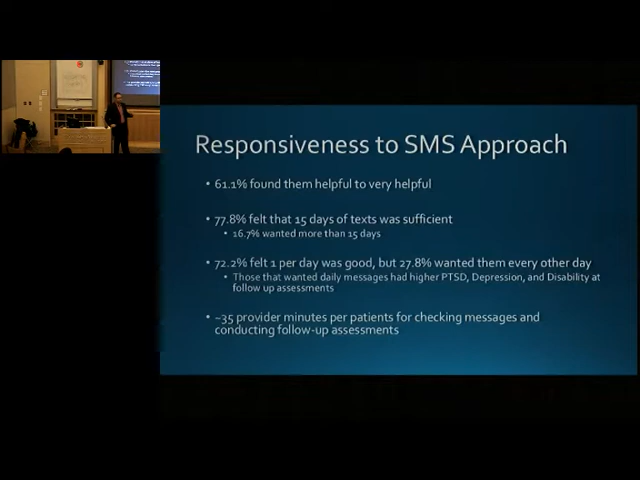 Responsiveness to SMS Approach
• 61.1% found them helpful to very helpful
• 77.8% felt that 15 days of texts was sufficient
• 16.7% wanted more than 15 days
• 72.2% felt 1 per day was good, but 27.8% wanted them every other day
• Those that wanted daily messages had higher PTSD, Depression, and Disability at
follow up assessments
• ~35 provider minutes per patients for checking messages and
conducting follow-up assessments